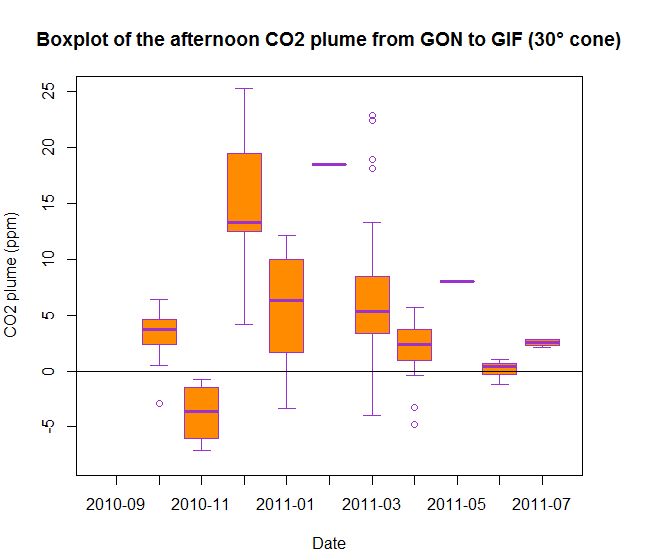 Boxplot of the afternoon CO2 plume from GON to GIF (30° cone)
25
20
15
10
5
0
-5
CO2 plume (ppm)
2010-09 2010-11 2011-01 2011-03 2011-05 2011-07
Date